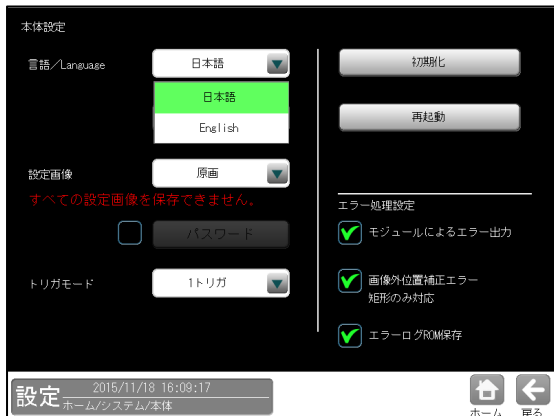 本体設定
言語／Language
日本語
日本語
English
設定画像
原画
すべての設定画像を保存できません。
パスワード
トリガモード
1トリガ
初期化
再起動
エラー処理設定
モジュールによるエラー出力
画像外位置補正エラー
矩形のみ対応
エラーログROM保存
設定
2015/11/18 16:09:17
ホーム/システム/本体
ホーム
戻る